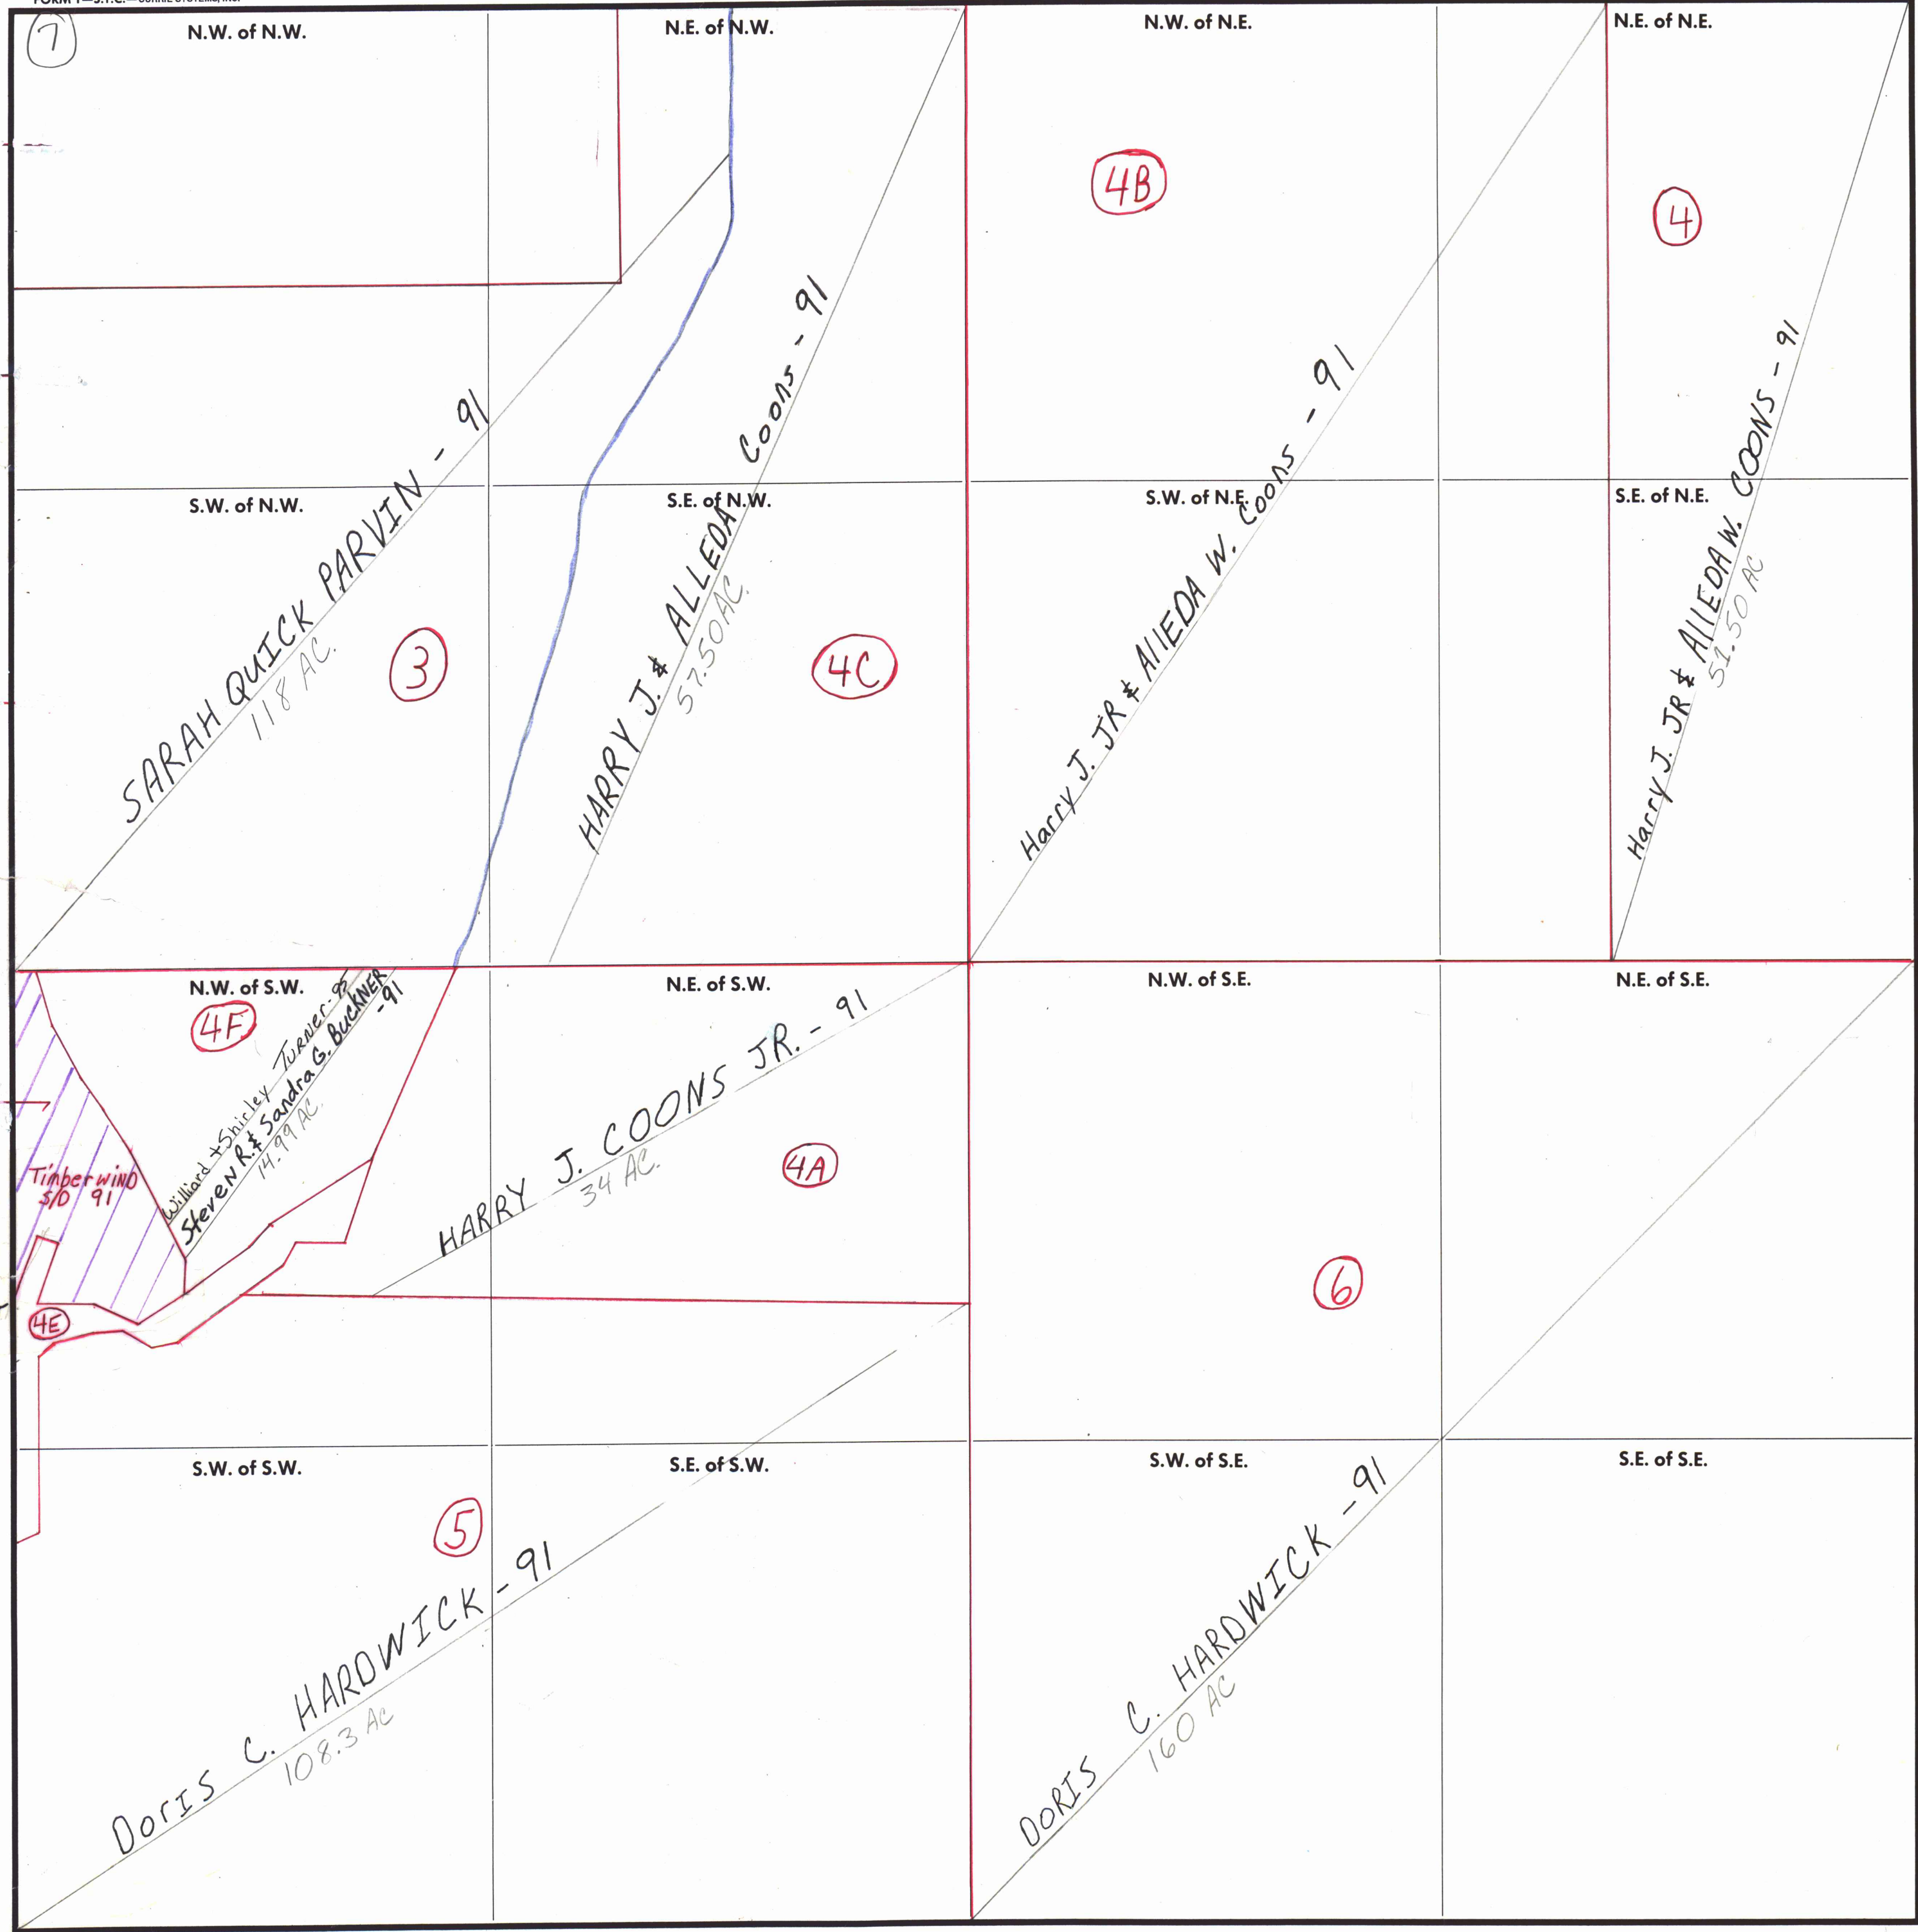 7
N.W. of N.W.
N.E. of N.W.
N.W. of N.E.
N.E. of N.E.
4B
4
SARAH QUICK PARVIN - 91
118 AC.
3
HARRY J. & ALLEDA Coons - 91
57.50 AC.
4C
Harry J. JR & AllEDA W. Coons - 91
Harry J. JR & AllEDA W. COONS - 91
51.50 AC
S.W. of N.W.
S.E. of N.W.
S.W. of N.E.
S.E. of N.E.
N.W. of S.W.
N.E. of S.W.
N.W. of S.E.
N.E. of S.E.
4F
Williard + Shirley Turner - 95
Steven R. & Sandra G. BUCKNER
- 91
14.99 AC.
TimberwinD
S/D 91
4E
HARRY J. COONS JR. - 91
34 AC.
4A
6
S.W. of S.W.
S.E. of S.W.
S.W. of S.E.
S.E. of S.E.
5
DorIS C. HARDWICK - 91
108.3 AC
DORIS C. HARDWICK - 91
160 AC